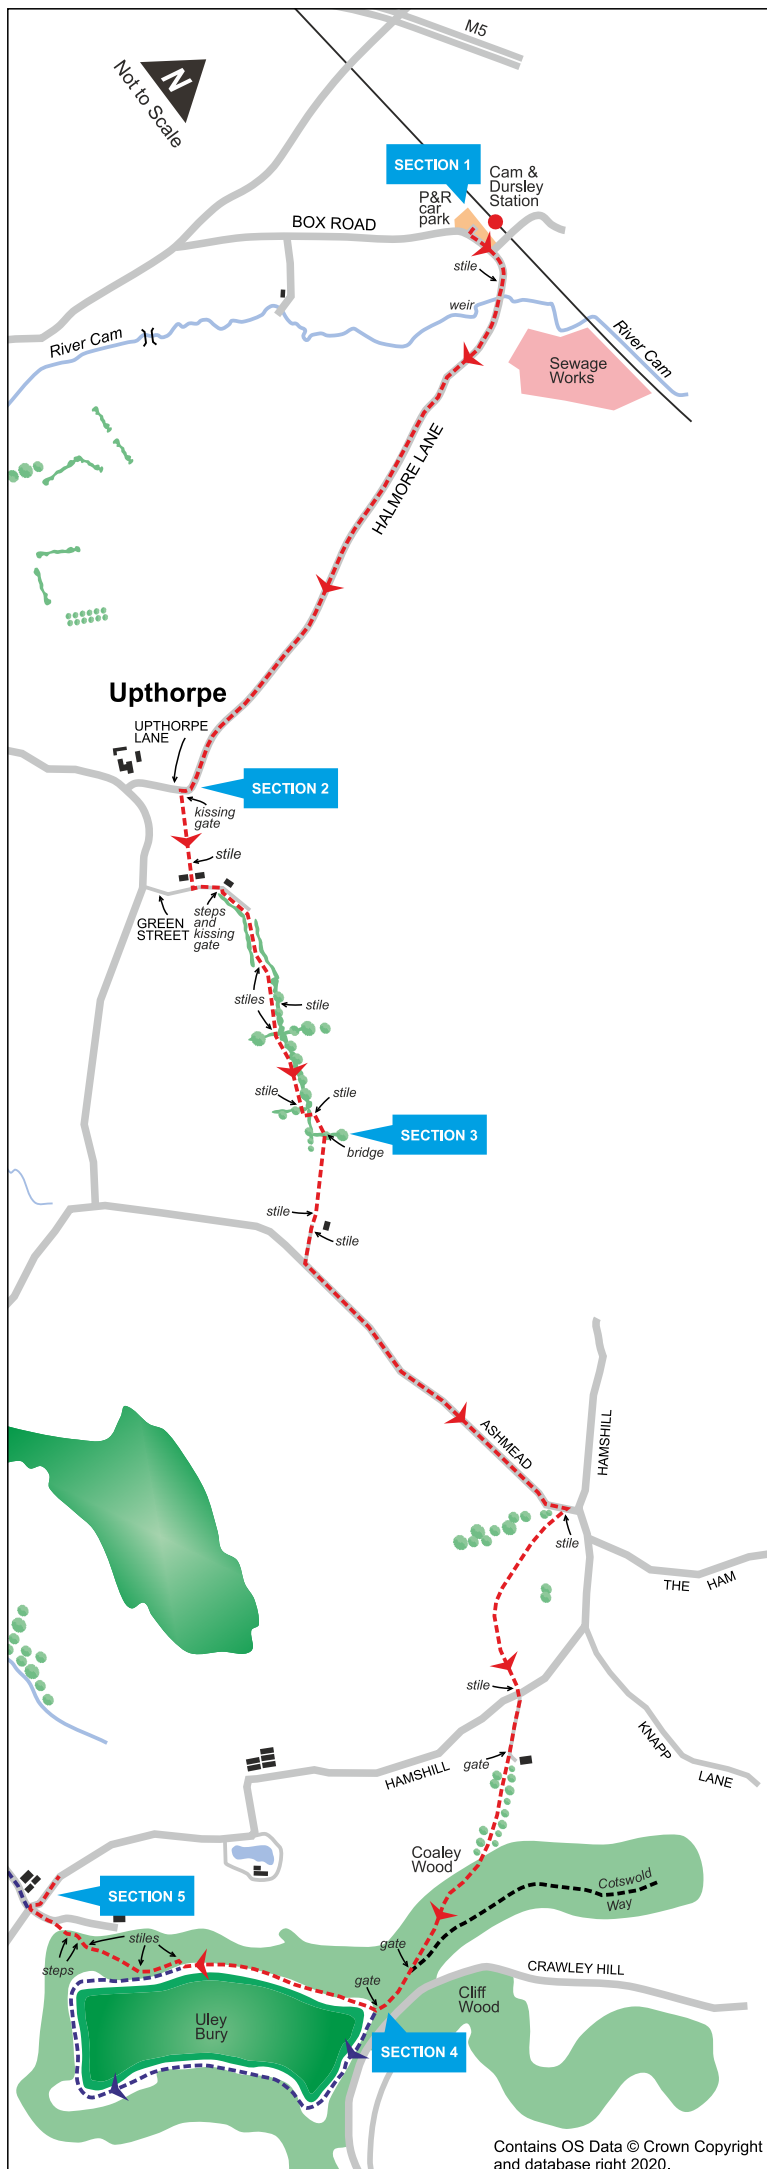 M5
N
Not to Scale
SECTION 1
Cam &
Dursley
Station
P&R
car
park
BOX ROAD
stile
weir
River Cam
River Cam
Sewage
Works
HALMORE LANE
Upthorpe
UPTHORPE
LANE
SECTION 2
kissing
gate
stile
GREEN
STREET
steps
and
kissing
gate
stiles
stile
stile
stile
SECTION 3
bridge
stile
stile
ASHMEAD
HAMSHILL
stile
THE HAM
stile
KNAPP
LANE
gate
HAMSHILL
Coaley
Wood
SECTION 5
Cotswold
Way
stiles
steps
gate
gate
CRAWLEY HILL
Cliff
Wood
Uley
Bury
SECTION 4
Contains OS Data © Crown Copyright
and database right 2020.